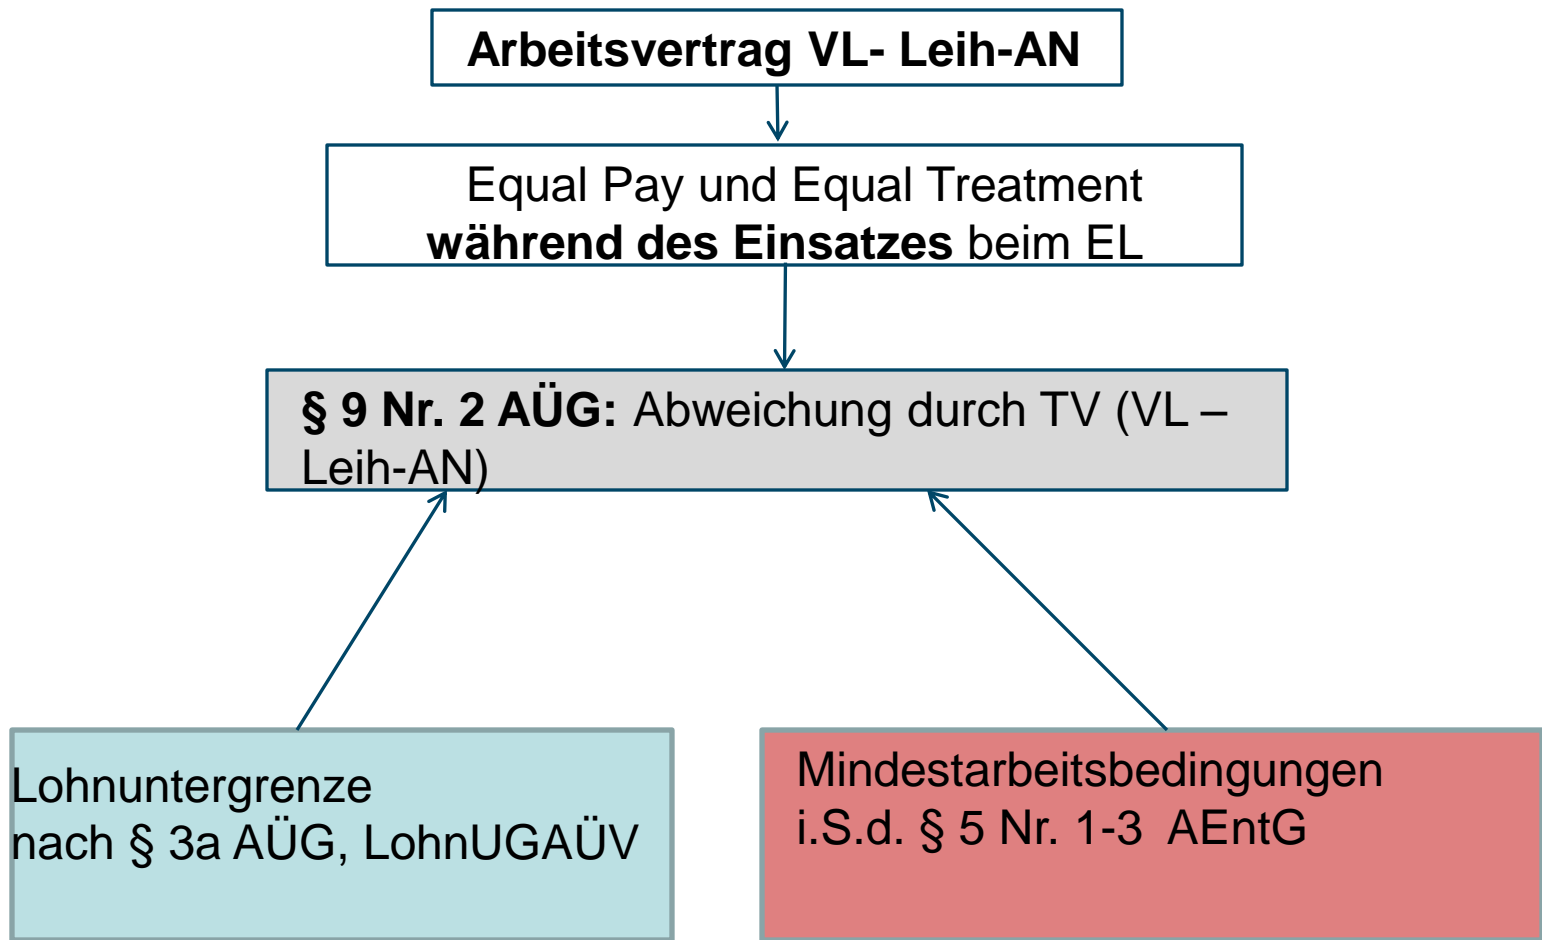 Arbeitsvertrag VL- Leih-AN
Equal Pay und Equal Treatment
während des Einsatzes beim EL
§ 9 Nr. 2 AÜG: Abweichung durch TV (VL –
Leih-AN)
Lohnuntergrenze
nach § 3a AÜG, LohnUGAÜV
Mindestarbeitsbedingungen
i.S.d. § 5 Nr. 1-3 AEntG